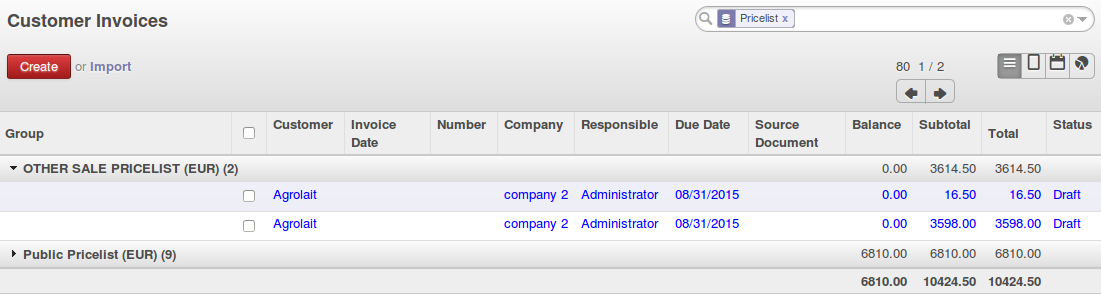 Customer Invoices
Pricelist x
Create or Import
80 1 / 2
Group Customer Invoice Date Number Company Responsible Due Date Source Document Balance Subtotal Total Status
OTHER SALE PRICELIST (EUR) (2) 0.00 3614.50 3614.50
Agrolait company 2 Administrator 08/31/2015 0.00 16.50 16.50 Draft
Agrolait company 2 Administrator 08/31/2015 0.00 3598.00 3598.00 Draft
Public Pricelist (EUR) (9) 6810.00 6810.00 6810.00
6810.00 10424.50 10424.50